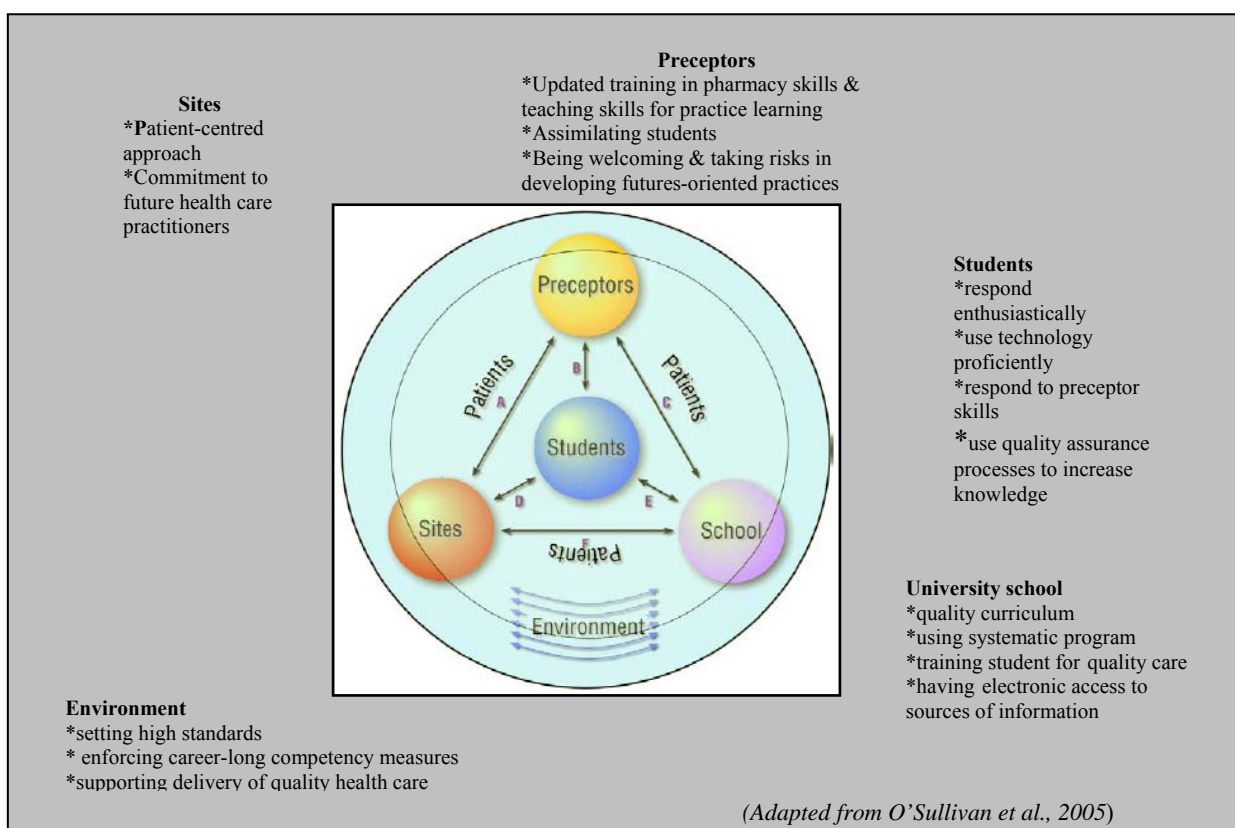 Preceptors
*Updated training in pharmacy skills &
teaching skills for practice learning
*Assimilating students
*Being welcoming & taking risks in
developing futures-oriented practices
Sites
*Patient-centred
approach
*Commitment to
future health care
practitioners
Preceptors
Patients
A
B
Patients
C
Students
D
E
Sites
School
F
Patients
Environment
Students
*respond
enthusiastically
*use technology
proficiently
*respond to preceptor
skills
*use quality assurance
processes to increase
knowledge
University school
*quality curriculum
*using systematic program
*training student for quality care
*having electronic access to
sources of information
Environment
*setting high standards
* enforcing career-long competency measures
*supporting delivery of quality health care
(Adapted from O'Sullivan et al., 2005)